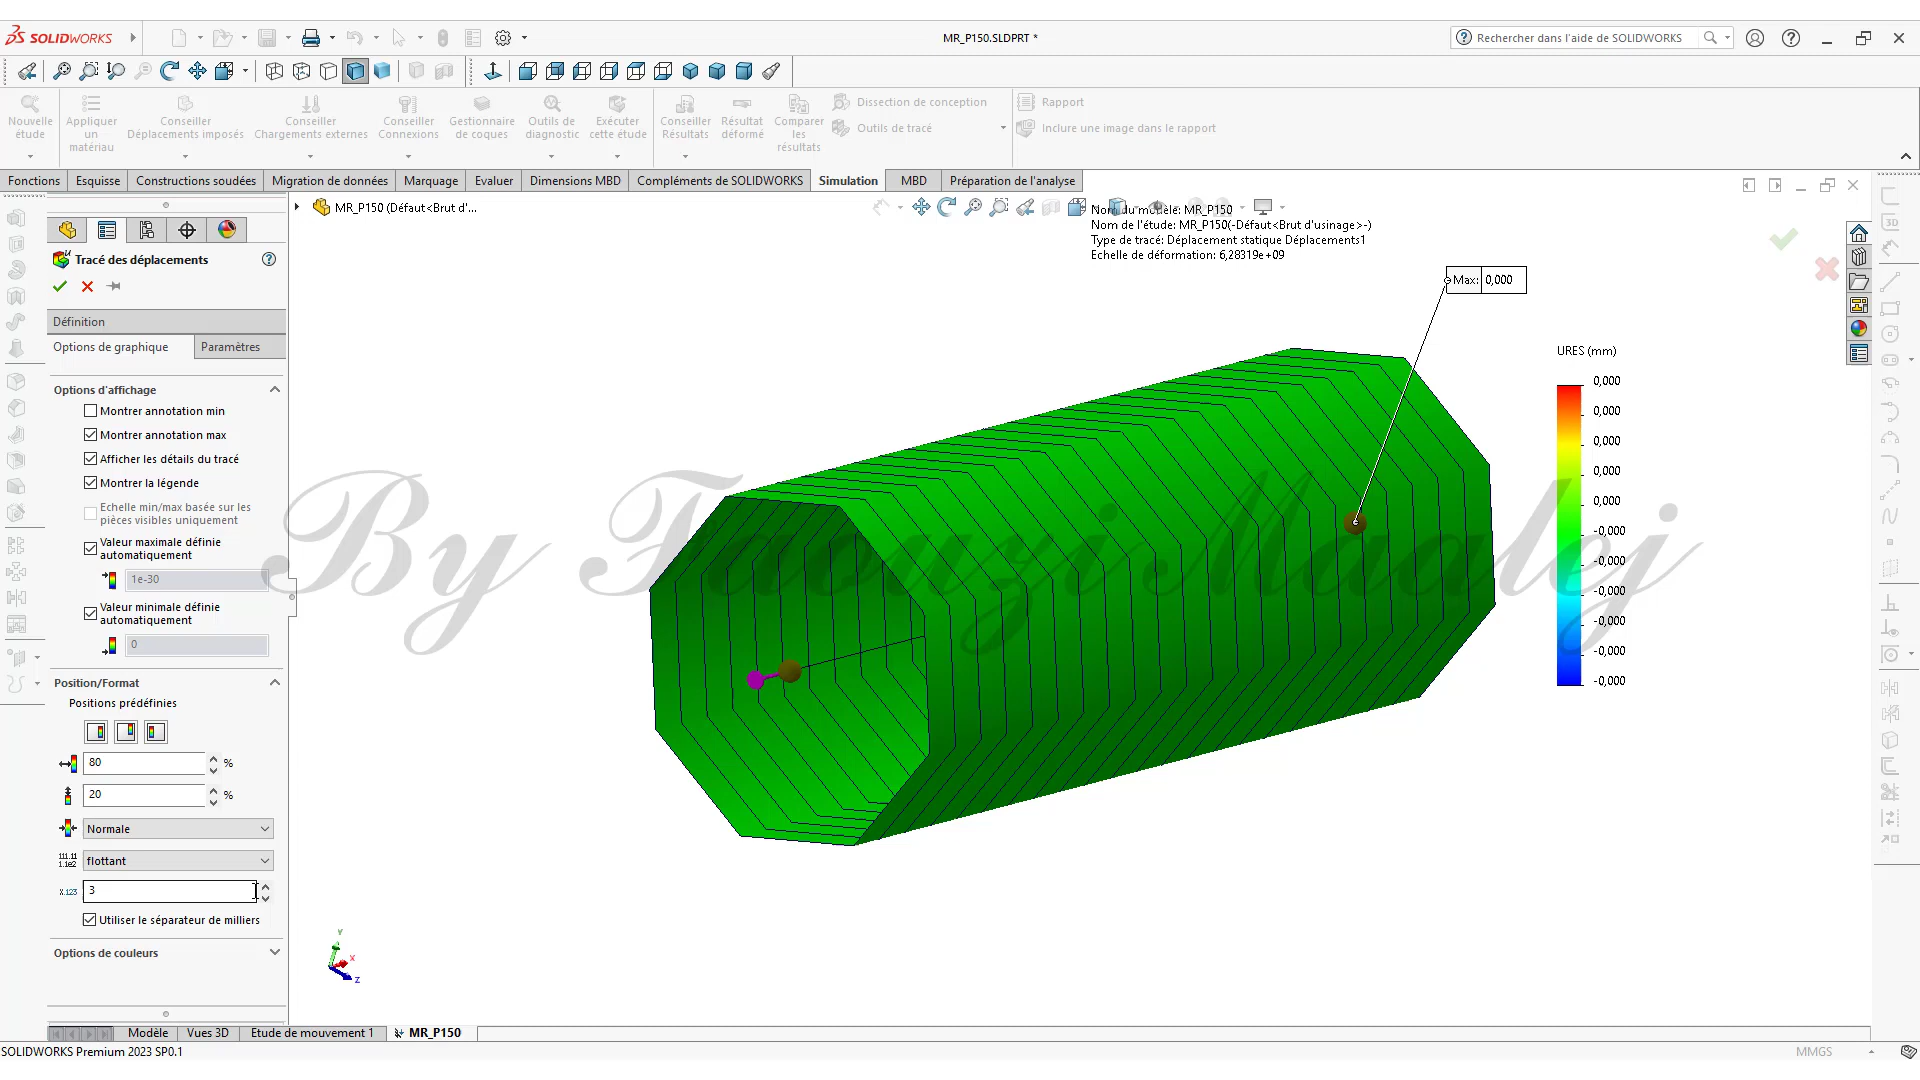 SOLIDWORKS
MR_P150.SLDPRT *
Rechercher dans l'aide de SOLIDWORKS
Nouvelle étude
Appliquer un matériau
Conseiller Déplacements imposés
Conseiller Chargements externes
Conseiller Connexions
Gestionnaire de coques
Outils de diagnostic
Exécuter cette étude
Conseiller Résultats
Résultat déformé
Comparer les résultats
Dissection de conception
Outils de tracé
Rapport
Inclure une image dans le rapport
Fonctions
Esquisse
Constructions soudées
Migration de données
Marquage
Evaluer
Dimensions MBD
Compléments de SOLIDWORKS
Simulation
MBD
Préparation de l'analyse
MR_P150 (Défaut<Brut d'...
Nom du modèle: MR_P150
Nom de l'étude: MR_P150(-Défaut<Brut d'usinage>-)
Type de tracé: Déplacement statique Déplacements1
Echelle de déformation: 6,28319e+09
Tracé des déplacements
Définition
Options de graphique
Paramètres
Options d'affichage
Montrer annotation min
Montrer annotation max
Afficher les détails du tracé
Montrer la légende
Echelle min/max basée sur les
pièces visibles uniquement
Valeur maximale définie
automatiquement
1e-30
Valeur minimale définie
automatiquement
0
Position/Format
Positions prédéfinies
80 %
20 %
Normale
111.11
1.1e2
flottant
X.123
3
Utiliser le séparateur de milliers
Options de couleurs
Max: 0,000
URES (mm)
0,000
0,000
0,000
0,000
0,000
-0,000
-0,000
-0,000
-0,000
-0,000
-0,000
By FaouziMaalej
Y
X
Z
Modèle
Vues 3D
Etude de mouvement 1
MR_P150
SOLIDWORKS Premium 2023 SP0.1
MMGS